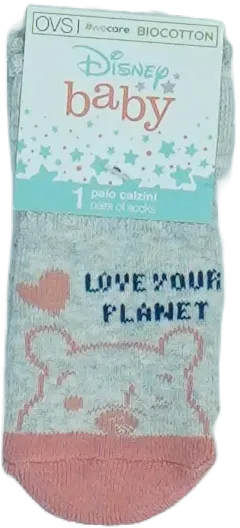 OVS | #wecare BIOCOTTON
Disney
baby
1 paio calzini
pair of socks
LOVE YOUR
PLANET